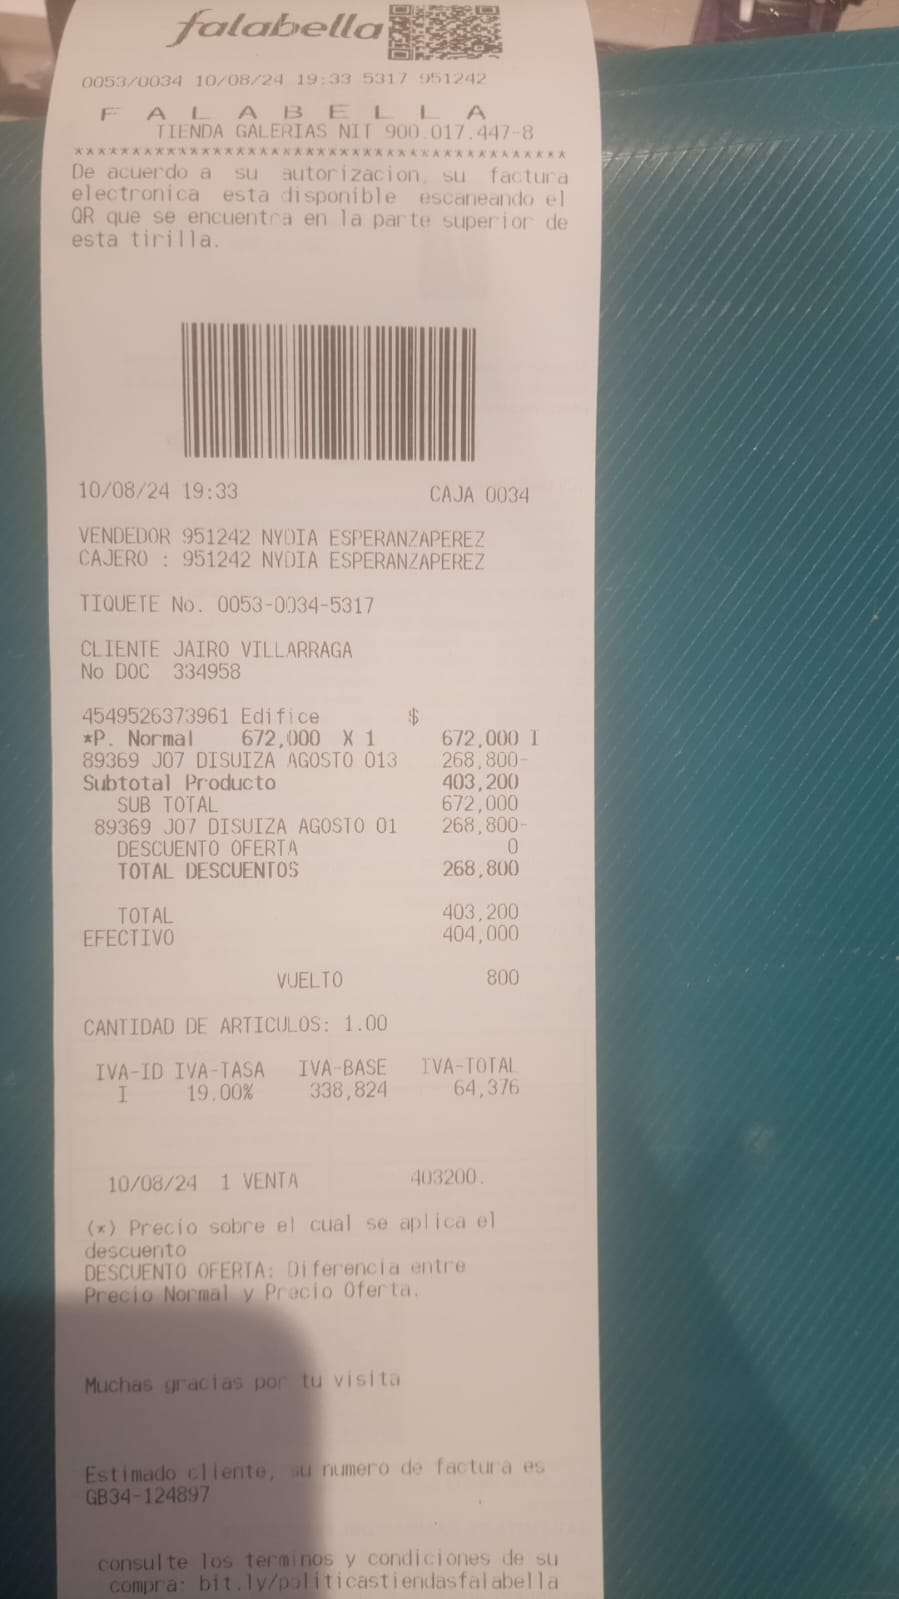 falabella
0053/0034 10/08/24 19:33 5317 951242
F A L A B E L L A
TIENDA GALERIAS NIT 900.017.447-8
******************************************
De acuerdo a su autorizacion, su factura
electronica esta disponible escaneando el
QR que se encuentra en la parte superior de
esta tirilla.
10/08/24 19:33 CAJA 0034
VENDEDOR 951242 NYDIA ESPERANZAPEREZ
CAJERO : 951242 NYDIA ESPERANZAPEREZ
TIQUETE No. 0053-0034-5317
CLIENTE JAIRO VILLARRAGA
No DOC 334958
4549526373961 Edifice $
*P. Normal 672,000 X 1 672,000 I
89369 J07 DISUIZA AGOSTO 013 268,800-
Subtotal Producto 403,200
SUB TOTAL 672,000
89369 J07 DISUIZA AGOSTO 01 268,800-
DESCUENTO OFERTA 0
TOTAL DESCUENTOS 268,800
TOTAL 403,200
EFECTIVO 404,000
VUELTO 800
CANTIDAD DE ARTICULOS: 1.00
IVA-ID IVA-TASA IVA-BASE IVA-TOTAL
I 19.00% 338,824 64,376
10/08/24 1 VENTA 403200.
(*) Precio sobre el cual se aplica el
descuento
DESCUENTO OFERTA: Diferencia entre
Precio Normal y Precio Oferta.
Muchas gracias por tu visita
Estimado cliente, su numero de factura es
GB34-124897
consulte los terminos y condiciones de su
compra: bit.ly/politicastiendasfalabella